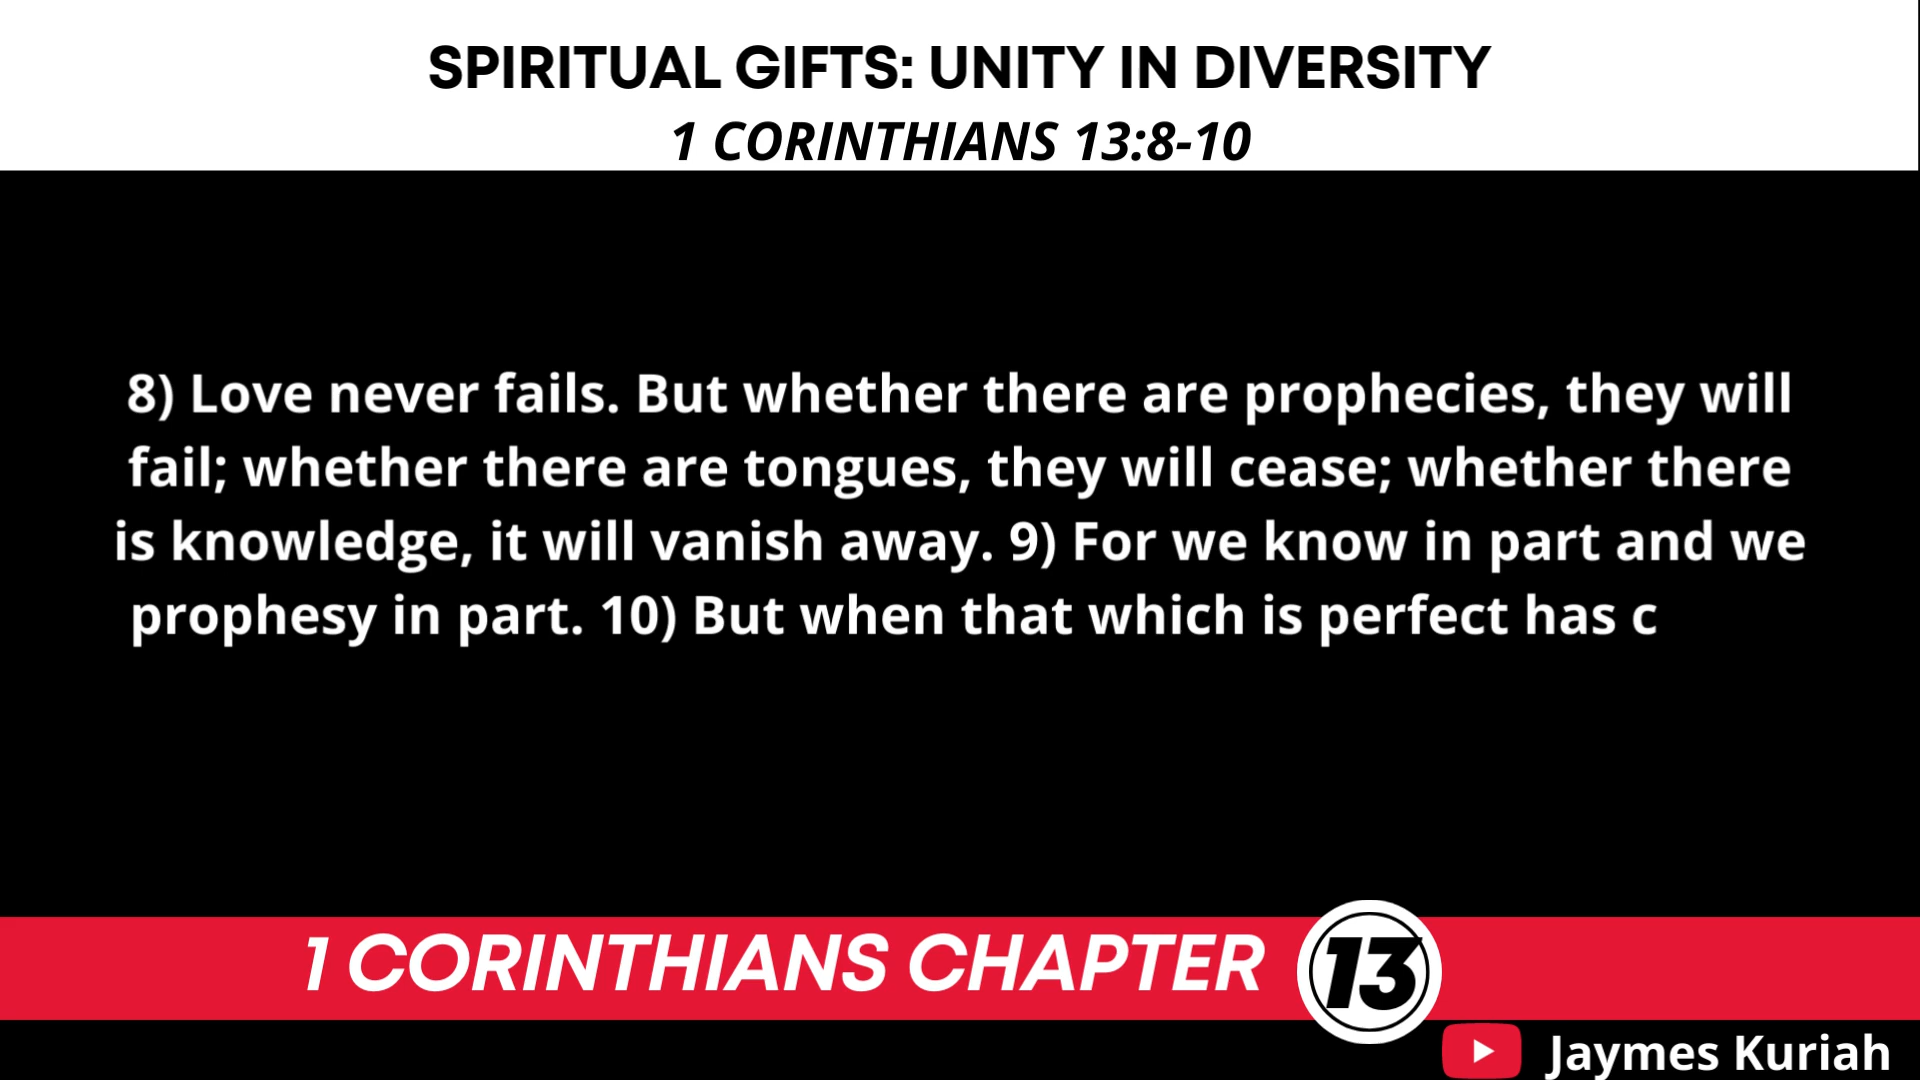 SPIRITUAL GIFTS: UNITY IN DIVERSITY
1 CORINTHIANS 13:8-10
8) Love never fails. But whether there are prophecies, they will
fail; whether there are tongues, they will cease; whether there
is knowledge, it will vanish away. 9) For we know in part and we
prophesy in part. 10) But when that which is perfect has c
1 CORINTHIANS CHAPTER 13
Jaymes Kuriah